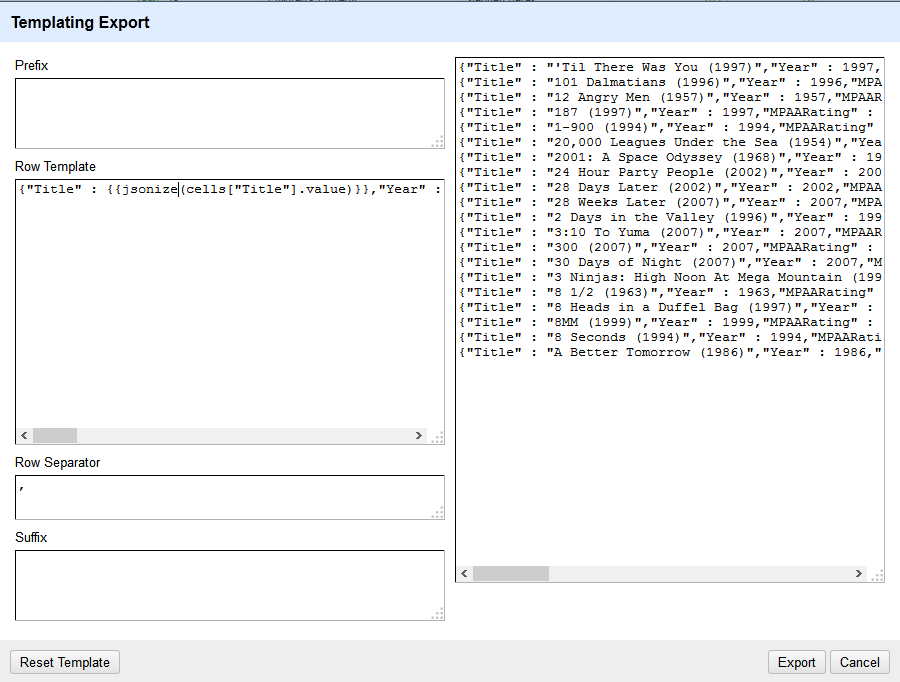 Templating Export
Prefix
Row Template
{"Title" : {{jsonize(cells["Title"].value)}},"Year" :
Row Separator
,
Suffix
{"Title" : "'Til There Was You (1997)","Year" : 1997,
{"Title" : "101 Dalmatians (1996)","Year" : 1996,"MPA
{"Title" : "12 Angry Men (1957)","Year" : 1957,"MPAAR
{"Title" : "187 (1997)","Year" : 1997,"MPAARating" :
{"Title" : "1-900 (1994)","Year" : 1994,"MPAARating"
{"Title" : "20,000 Leagues Under the Sea (1954)","Yea
{"Title" : "2001: A Space Odyssey (1968)","Year" : 19
{"Title" : "24 Hour Party People (2002)","Year" : 200
{"Title" : "28 Days Later (2002)","Year" : 2002,"MPAA
{"Title" : "28 Weeks Later (2007)","Year" : 2007,"MPA
{"Title" : "2 Days in the Valley (1996)","Year" : 199
{"Title" : "3:10 To Yuma (2007)","Year" : 2007,"MPAAR
{"Title" : "300 (2007)","Year" : 2007,"MPAARating" :
{"Title" : "30 Days of Night (2007)","Year" : 2007,"M
{"Title" : "3 Ninjas: High Noon At Mega Mountain (199
{"Title" : "8 1/2 (1963)","Year" : 1963,"MPAARating"
{"Title" : "8 Heads in a Duffel Bag (1997)","Year" :
{"Title" : "8MM (1999)","Year" : 1999,"MPAARating" :
{"Title" : "8 Seconds (1994)","Year" : 1994,"MPAARati
{"Title" : "A Better Tomorrow (1986)","Year" : 1986,"
Reset Template
Export
Cancel